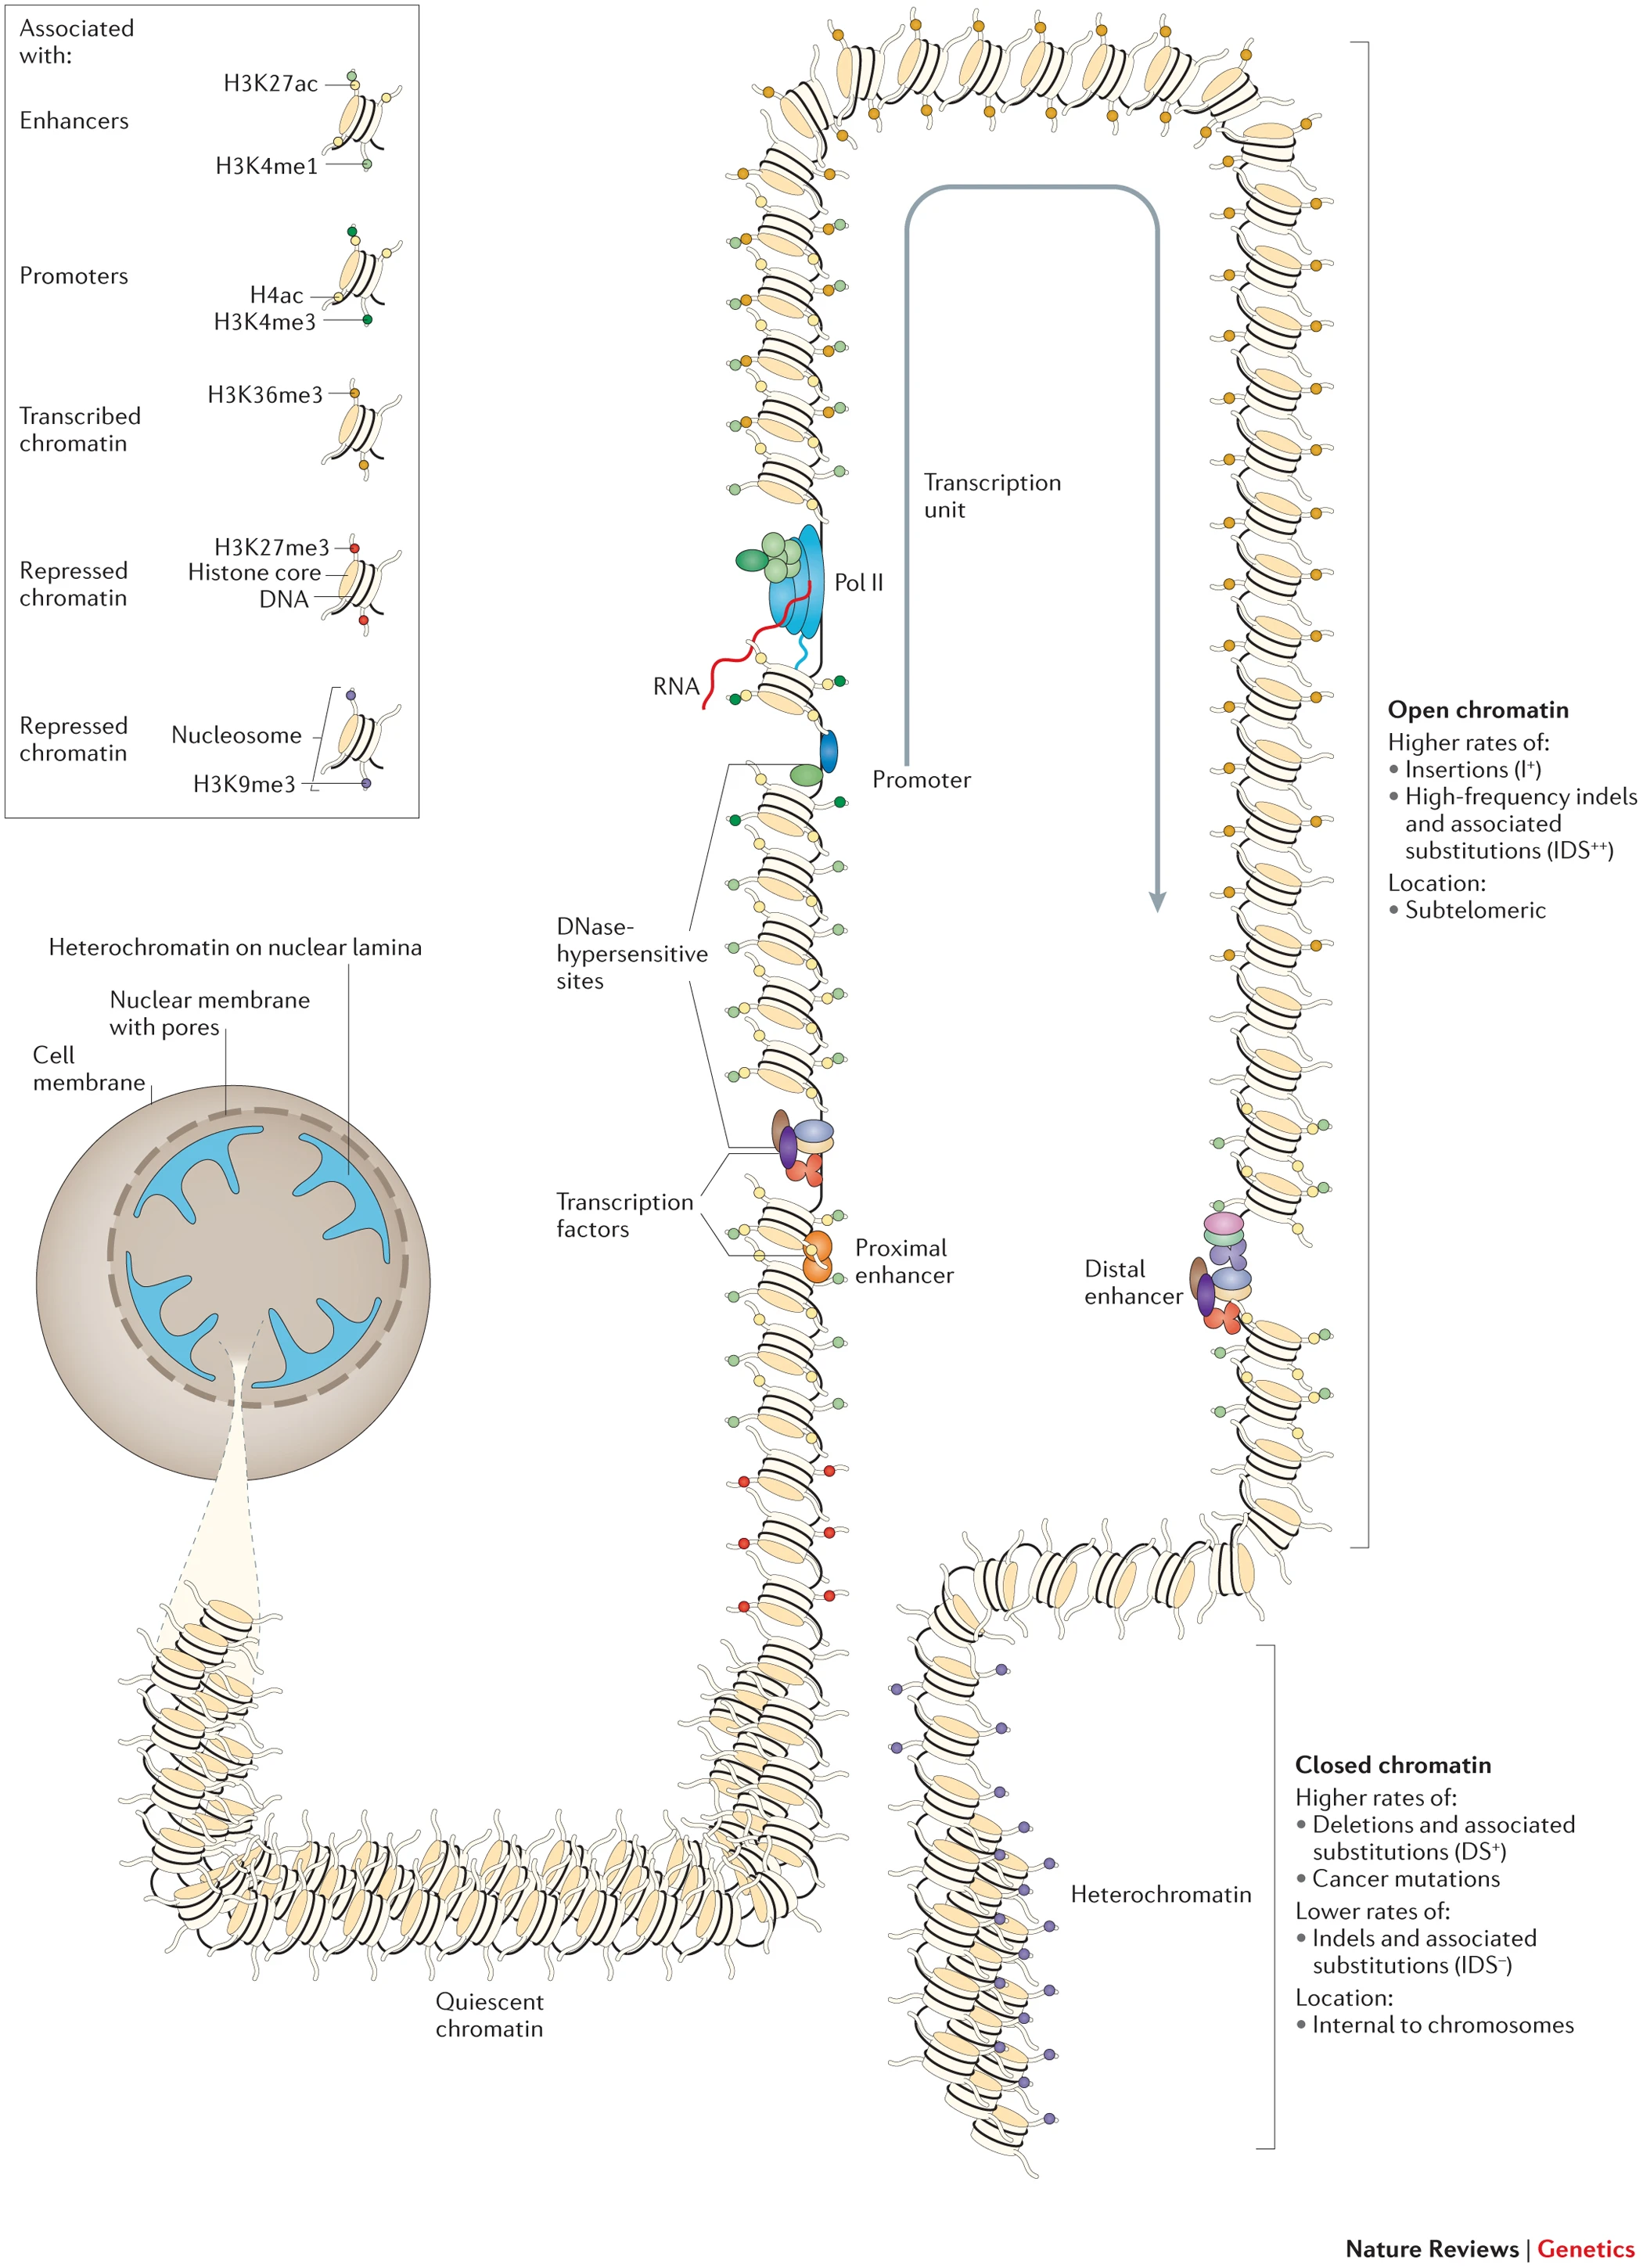 Associated
with:
H3K27ac
Enhancers
H3K4me1
Promoters
H4ac
H3K4me3
H3K36me3
Transcribed
chromatin
H3K27me3
Repressed
chromatin
Histone core
DNA
Repressed
chromatin
Nucleosome
H3K9me3
Heterochromatin on nuclear lamina
Nuclear membrane
with pores
Cell
membrane
Transcription
unit
Pol II
RNA
Promoter
DNase-
hypersensitive
sites
Transcription
factors
Proximal
enhancer
Distal
enhancer
Open chromatin
Higher rates of:
• Insertions (I⁺)
• High-frequency indels
and associated
substitutions (IDS⁺⁺)
Location:
• Subtelomeric
Quiescent
chromatin
Heterochromatin
Closed chromatin
Higher rates of:
• Deletions and associated
substitutions (DS⁺)
• Cancer mutations
Lower rates of:
• Indels and associated
substitutions (IDS⁻)
Location:
• Internal to chromosomes
Nature Reviews | Genetics